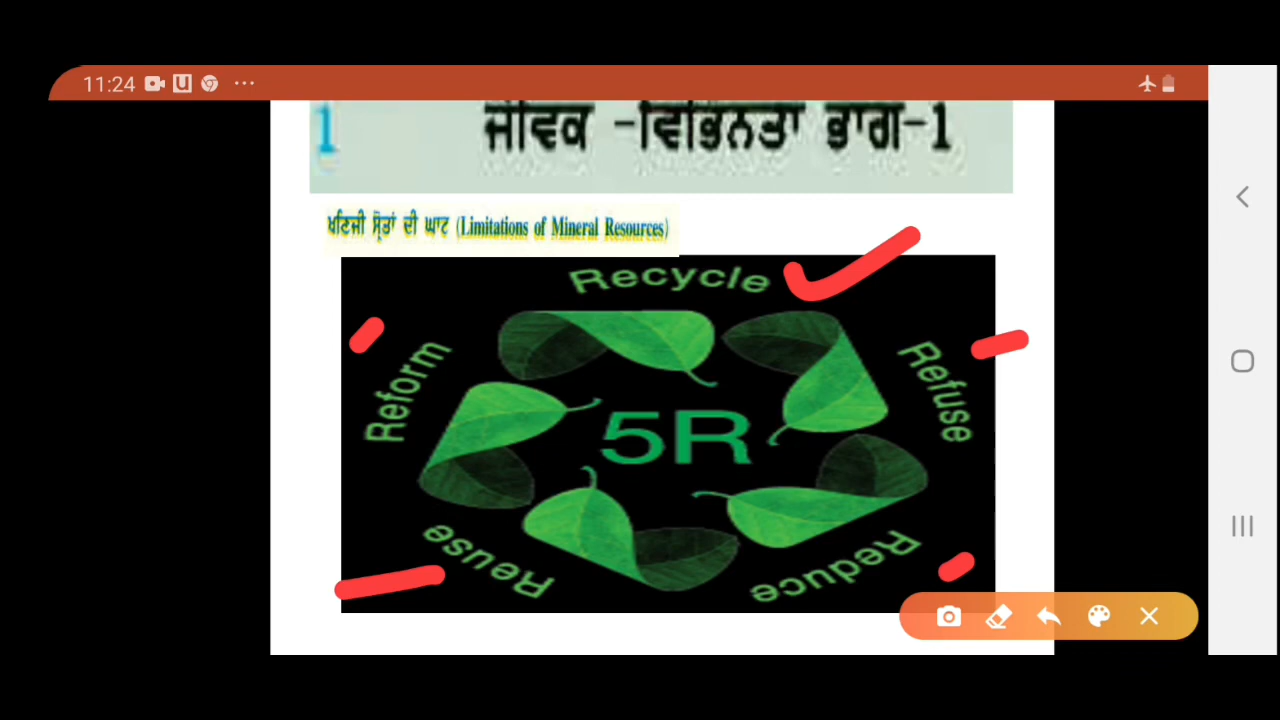 11:24
1 ਜੈਵਿਕ -ਵਿਭਿੰਨਤਾ ਭਾਗ-1
ਖਣਿਜੀ ਸ੍ਰੋਤਾਂ ਦੀ ਘਾਟ (Limitations of Mineral Resources)
Recycle
Reform
Refuse
5R
Reuse
Reduce